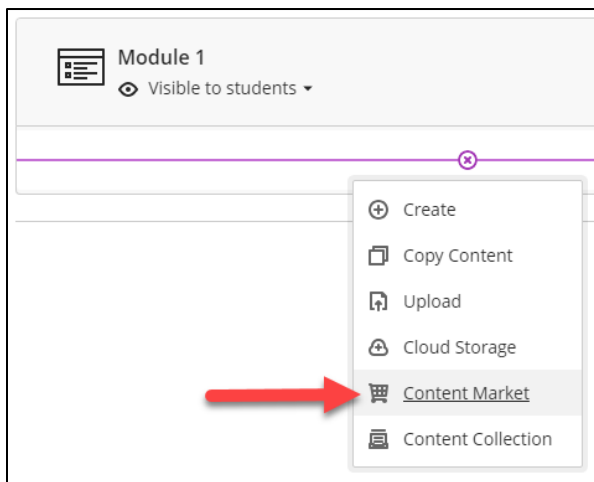 Module 1
Visible to students
Create
Copy Content
Upload
Cloud Storage
Content Market
Content Collection